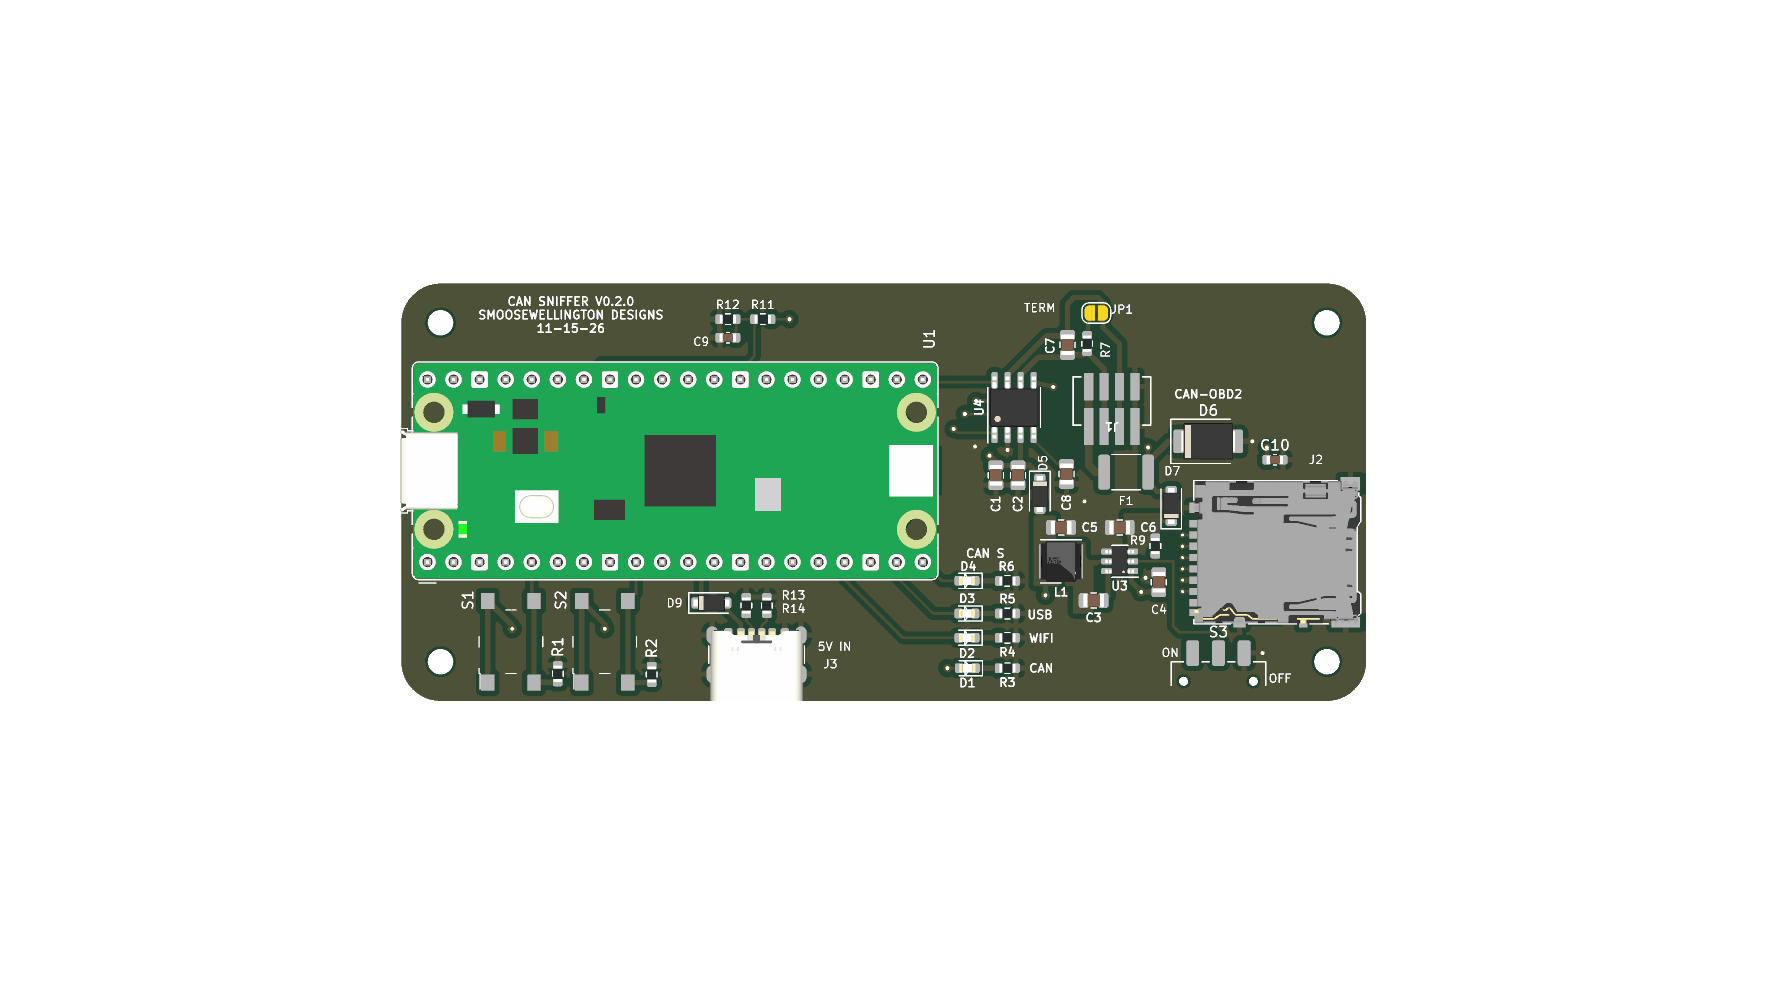 CAN SNIFFER V0.2.0
SMOOSEWELLINGTON DESIGNS
11-15-26
R12 R11
C9
U1
TERM
JP1
C7
R7
U4
J1
CAN-OBD2
D6
C10
J2
D5
D7
C1
C2
C8
F1
C5
C6
R9
CAN S
D4 R6
L1
U3
C4
C3
D3 R5
USB
WIFI
D2 R4
CAN
D1 R3
S1
S2
D9
R13
R14
R1
R2
5V IN
J3
S3
ON
OFF